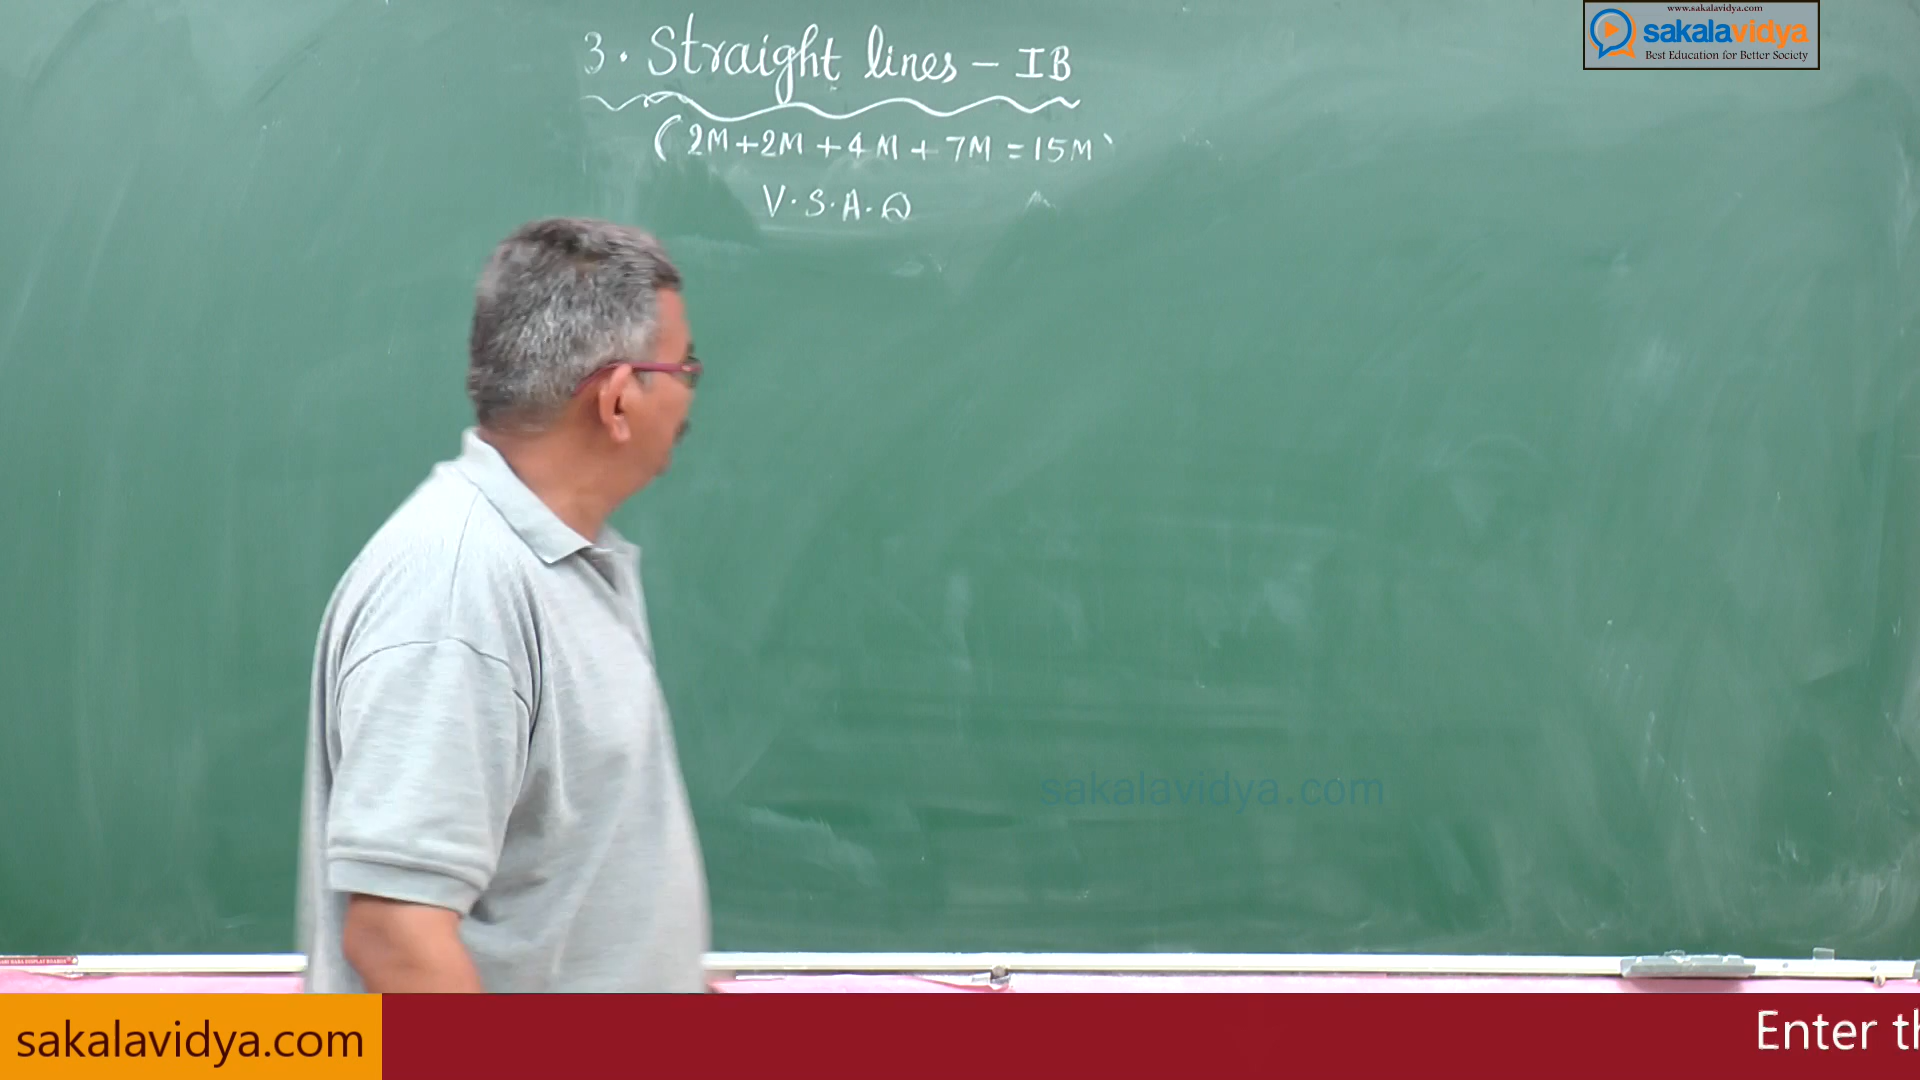 www.sakalavidya.com
sakalavidya
Best Education for Better Society
3. Straight lines - IB
(2M+2M+4M+7M=15M)
V.S.A.Q
sakalavidya.com
sakalavidya.com
Enter th